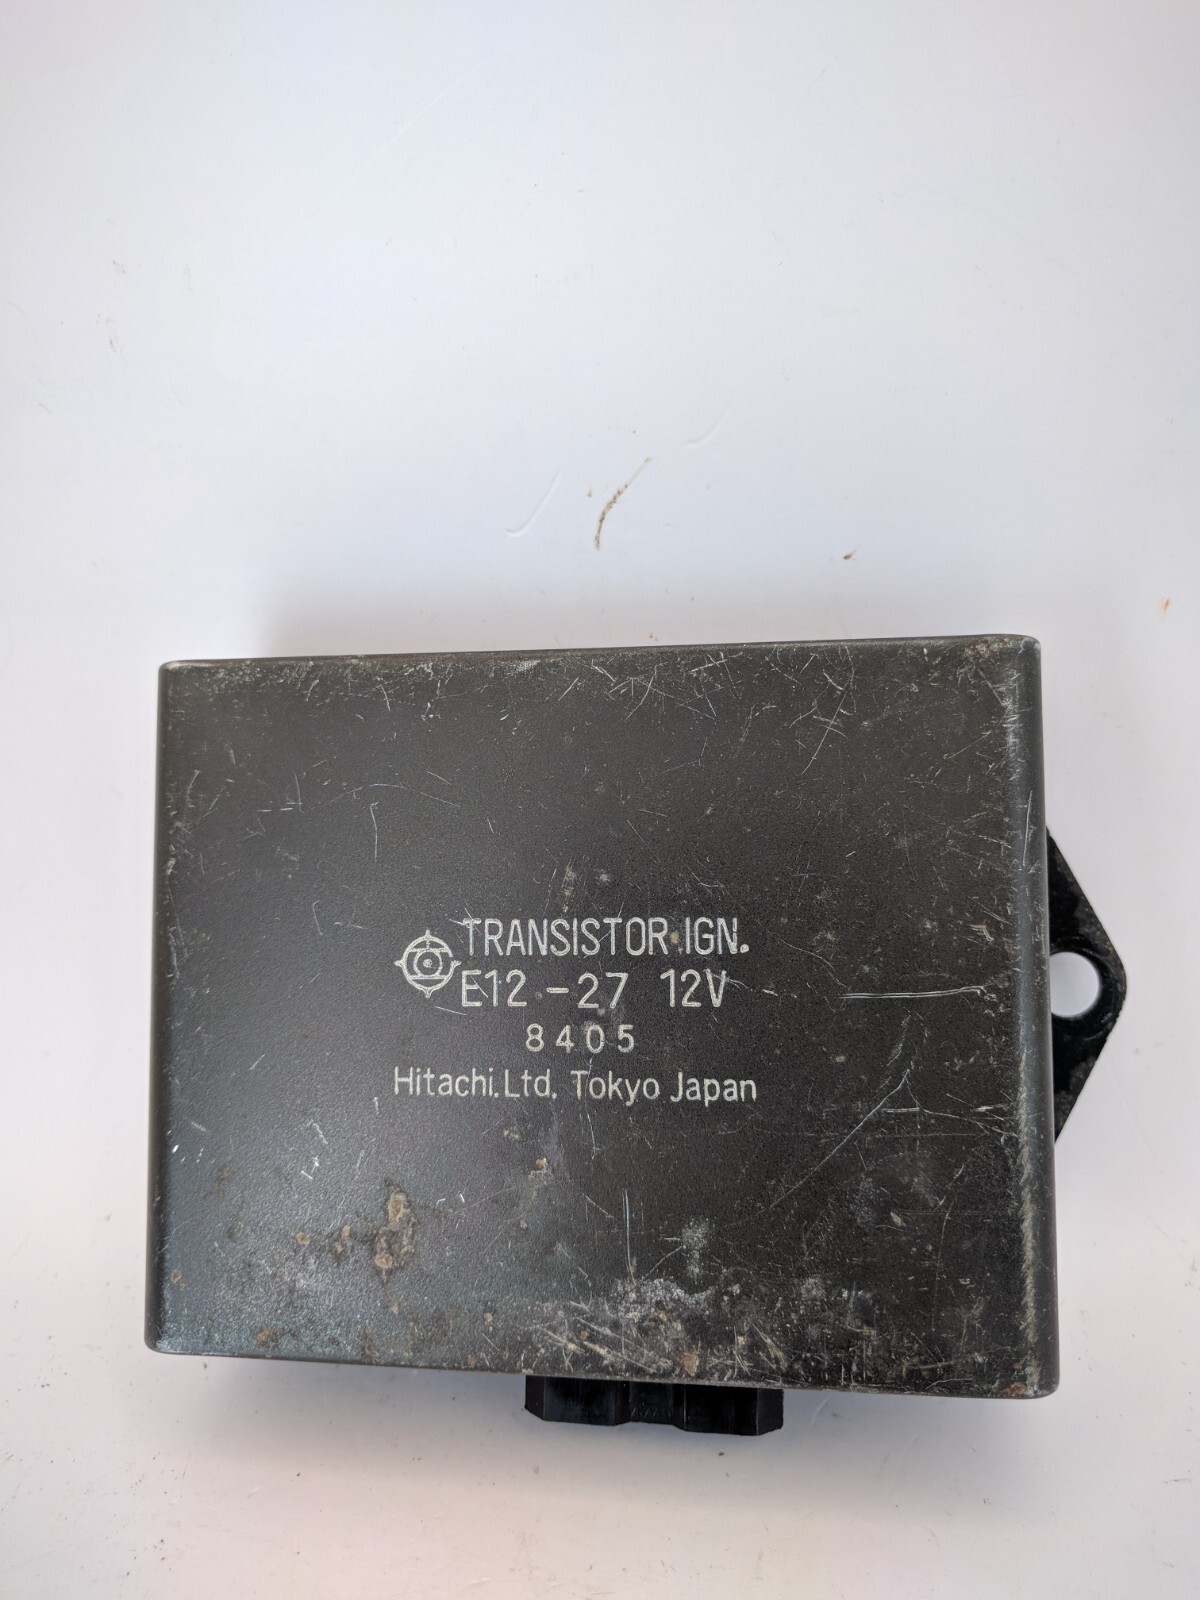 TRANSISTOR IGN.
E12-27 12V
8405
Hitachi.Ltd. Tokyo Japan